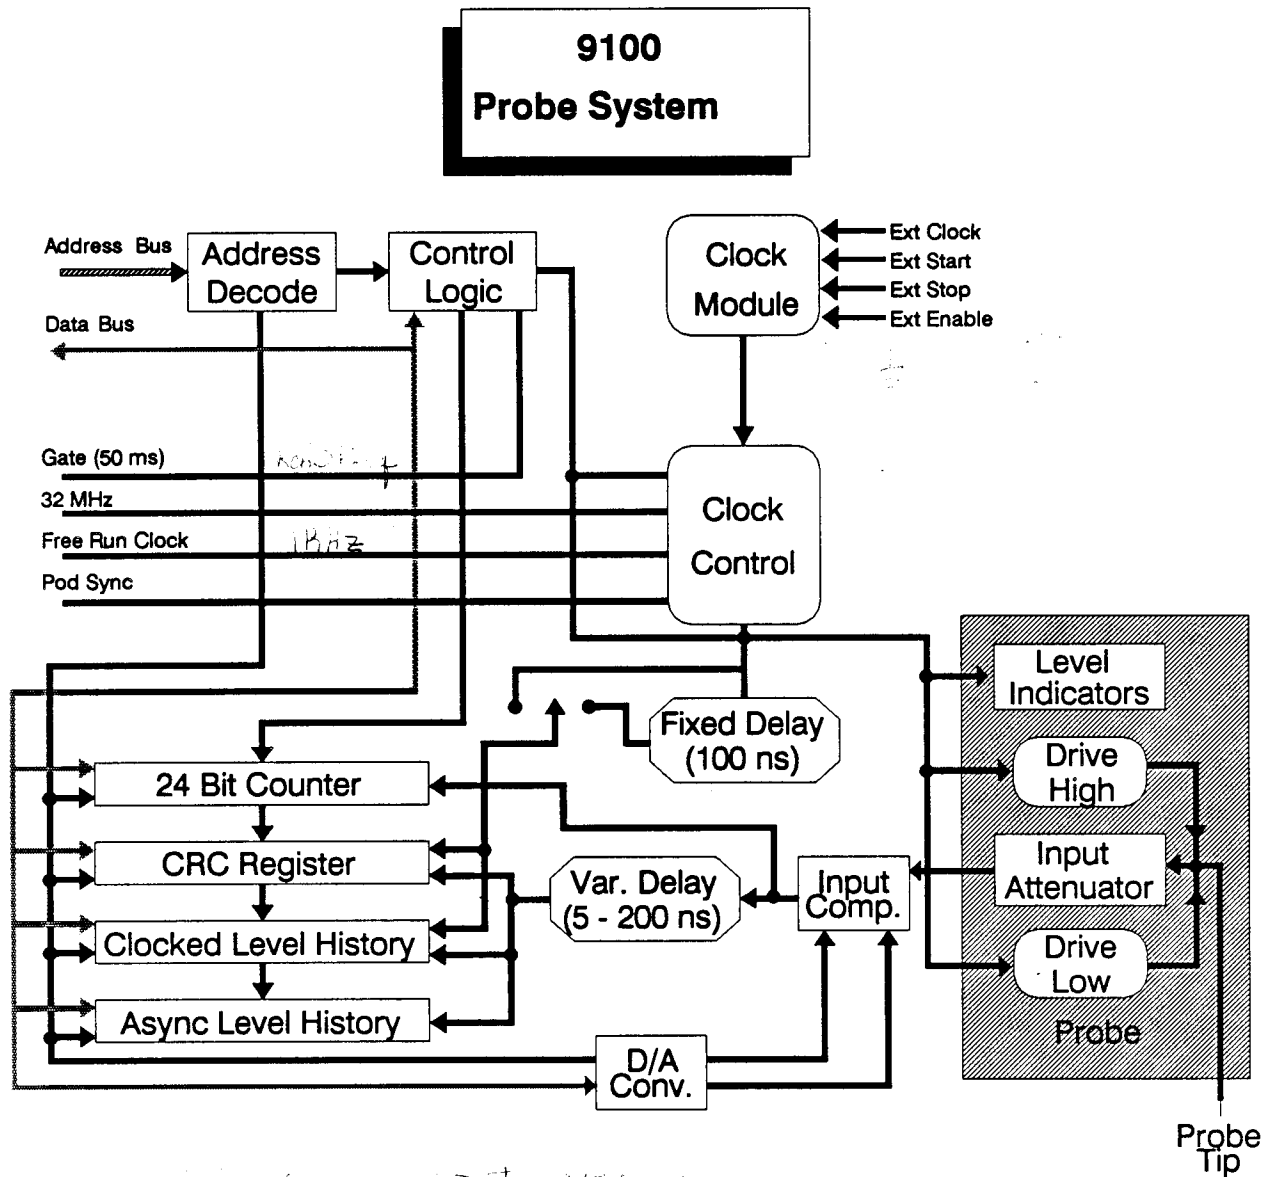 9100
Probe System
Address Bus
Address
Decode
Control
Logic
Clock
Module
Ext Clock
Ext Start
Ext Stop
Ext Enable
Data Bus
Gate (50 ms)
32 MHz
Free Run Clock
1KHz
Pod Sync
Clock
Control
Level
Indicators
Fixed Delay
(100 ns)
Drive
High
24 Bit Counter
CRC Register
Var. Delay
(5 - 200 ns)
Input
Comp.
Input
Attenuator
Clocked Level History
Drive
Low
Async Level History
Probe
D/A
Conv.
Probe
Tip